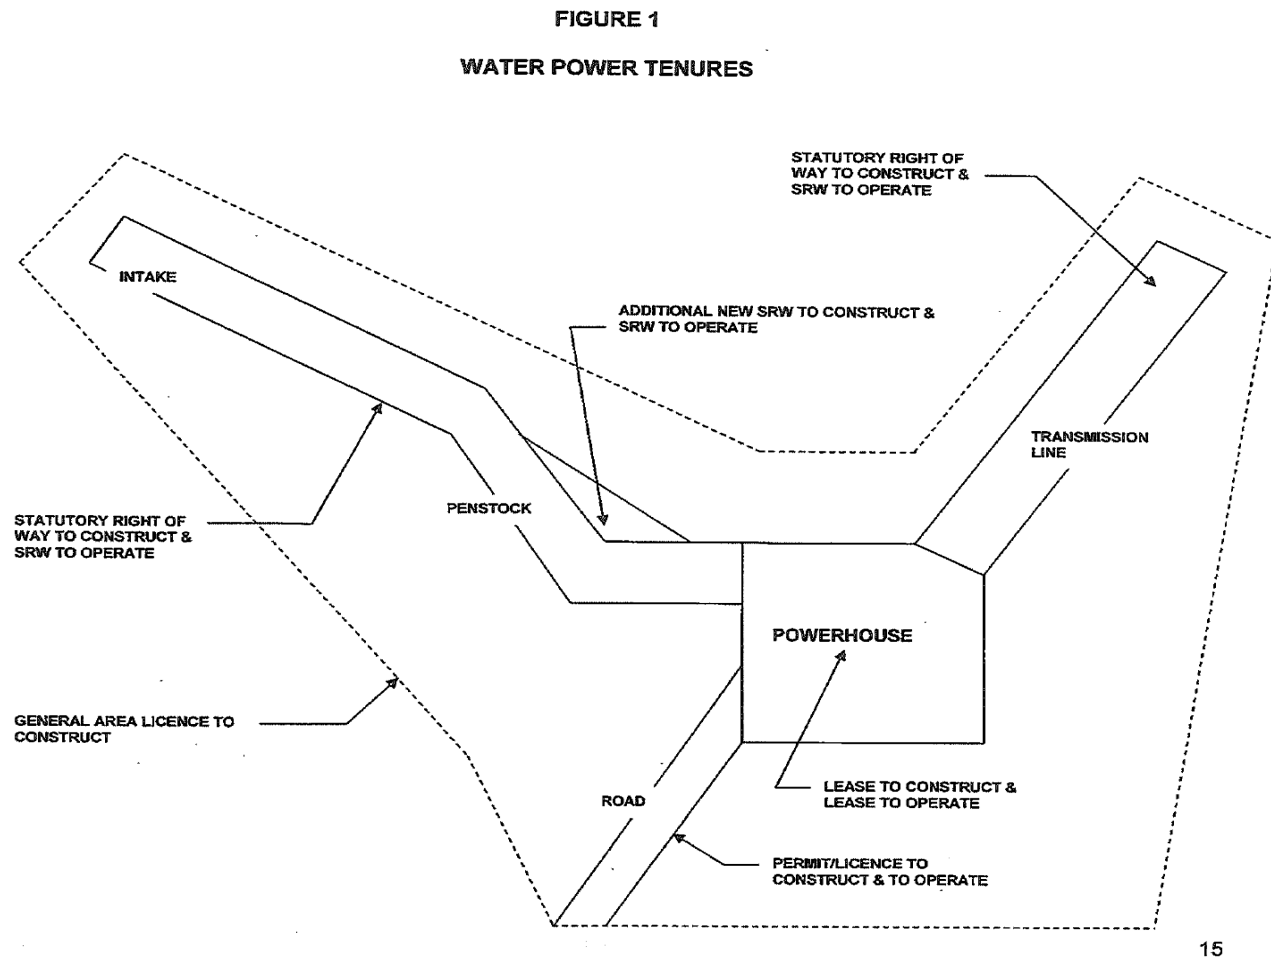 FIGURE 1
WATER POWER TENURES
STATUTORY RIGHT OF
WAY TO CONSTRUCT &
SRW TO OPERATE
INTAKE
ADDITIONAL NEW SRW TO CONSTRUCT &
SRW TO OPERATE
TRANSMISSION
LINE
PENSTOCK
STATUTORY RIGHT OF
WAY TO CONSTRUCT &
SRW TO OPERATE
POWERHOUSE
GENERAL AREA LICENCE TO
CONSTRUCT
ROAD
LEASE TO CONSTRUCT &
LEASE TO OPERATE
PERMIT/LICENCE TO
CONSTRUCT & TO OPERATE
15